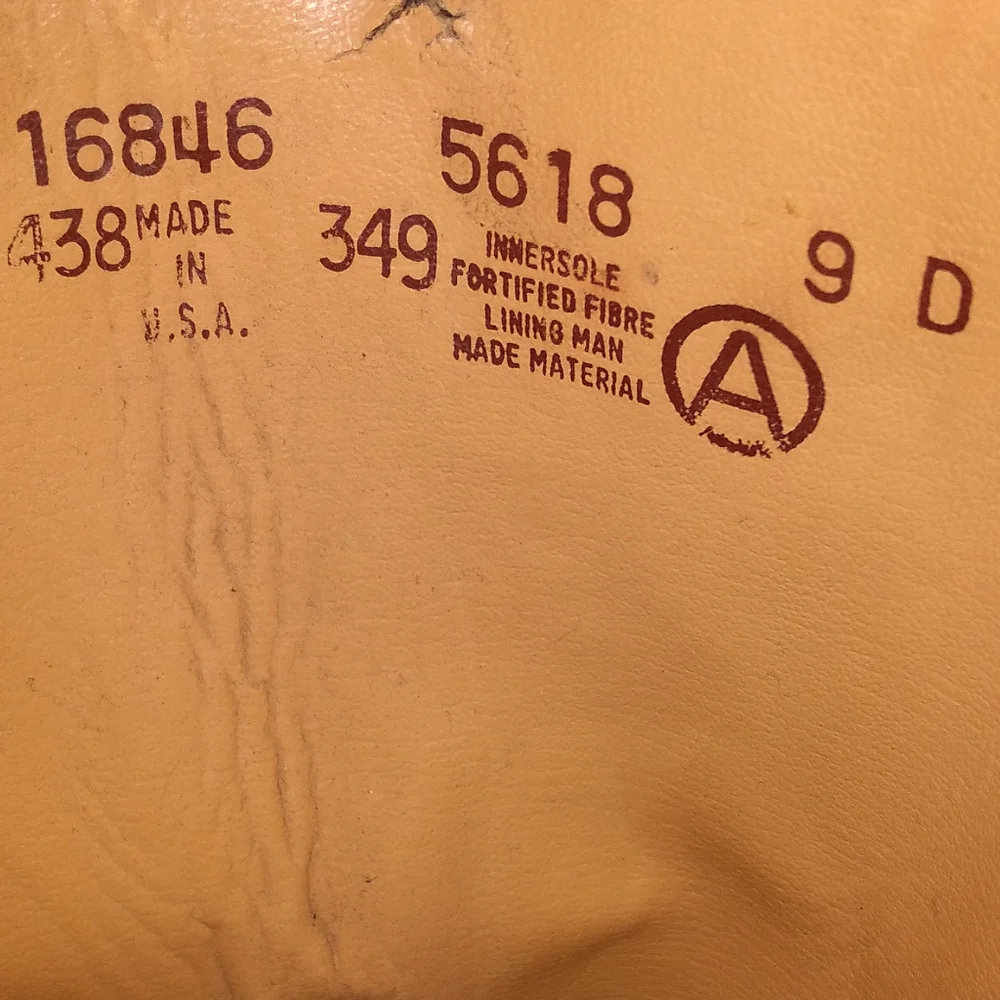 16846 5618
438 MADE IN U.S.A. 349
INNERSOLE
FORTIFIED FIBRE
LINING MAN
MADE MATERIAL
A
9 D